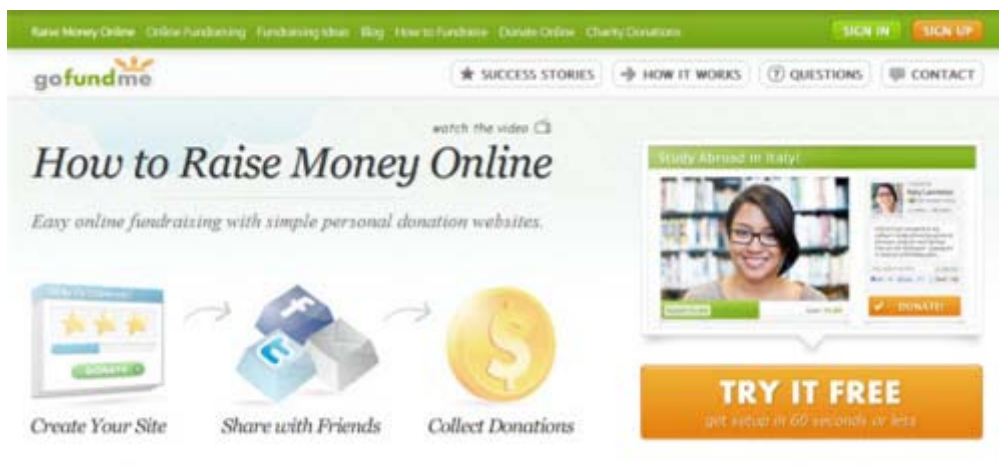 Raise Money Online Online Fundraising Fundraising Ideas Blog How to Fundraise Donate Online Charity Donations
SIGN IN SIGN UP
gofundme
SUCCESS STORIES HOW IT WORKS QUESTIONS CONTACT
watch the video
How to Raise Money Online
Easy online fundraising with simple personal donation websites.
Study Abroad in Italy!
DONATE!
DONATE
Create Your Site Share with Friends Collect Donations
TRY IT FREE
get setup in 60 seconds or less